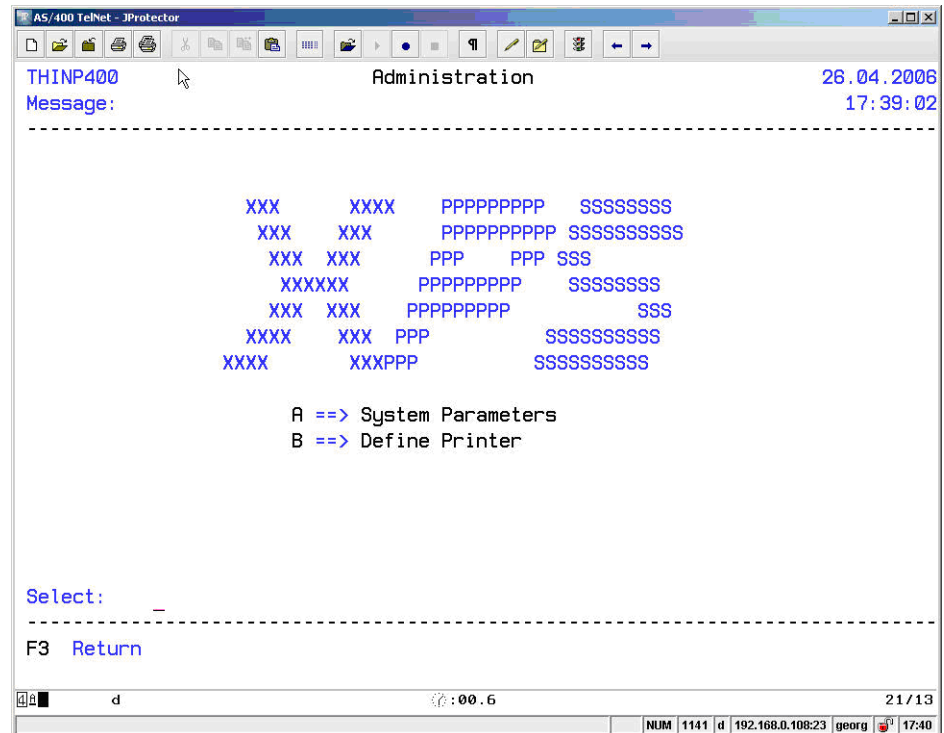 AS/400 TelNet - JProtector
THINP400 Administration 26.04.2006
Message: 17:39:02
--------------------------------------------------------------------------------
XXX      XXXX    PPPPPPPPP   SSSSSSSS
XXX    XXX      PPPPPPPPPP SSSSSSSSSS
XXX  XXX      PPP    PPP SSS
XXXXXX      PPPPPPPPP    SSSSSSSS
XXX  XXX    PPPPPPPPP           SSS
XXXX    XXX  PPP          SSSSSSSSSS
XXXX       XXXPPP          SSSSSSSSSS
A ==> System Parameters
B ==> Define Printer
Select: _
--------------------------------------------------------------------------------
F3 Return
d :00.6 21/13
NUM 1141 d 192.168.0.108:23 georg 17:40